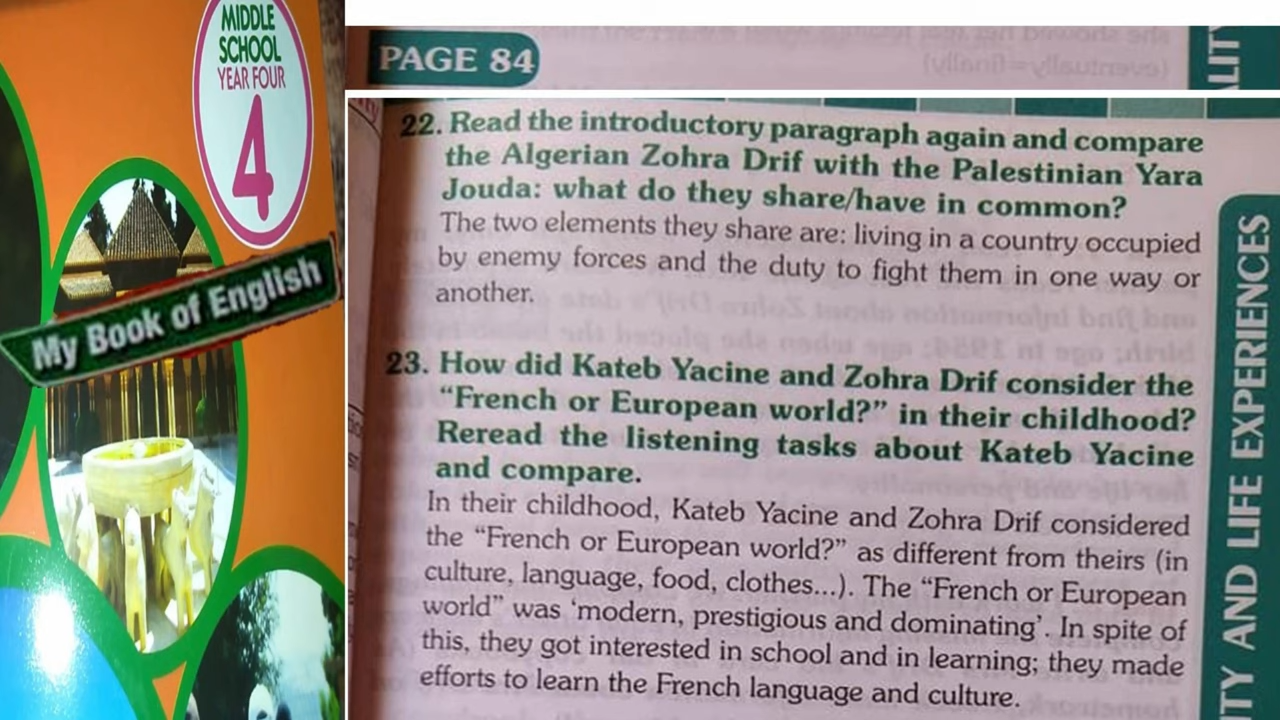 MIDDLE
SCHOOL
YEAR FOUR
4
My Book of English
PAGE 84
22. Read the introductory paragraph again and compare
the Algerian Zohra Drif with the Palestinian Yara
Jouda: what do they share/have in common?
The two elements they share are: living in a country occupied
by enemy forces and the duty to fight them in one way or
another.
23. How did Kateb Yacine and Zohra Drif consider the
“French or European world?” in their childhood?
Reread the listening tasks about Kateb Yacine
and compare.
In their childhood, Kateb Yacine and Zohra Drif considered
the “French or European world?” as different from theirs (in
culture, language, food, clothes...). The “French or European
world” was ‘modern, prestigious and dominating’. In spite of
this, they got interested in school and in learning; they made
efforts to learn the French language and culture.
AND LIFE EXPERIENCES